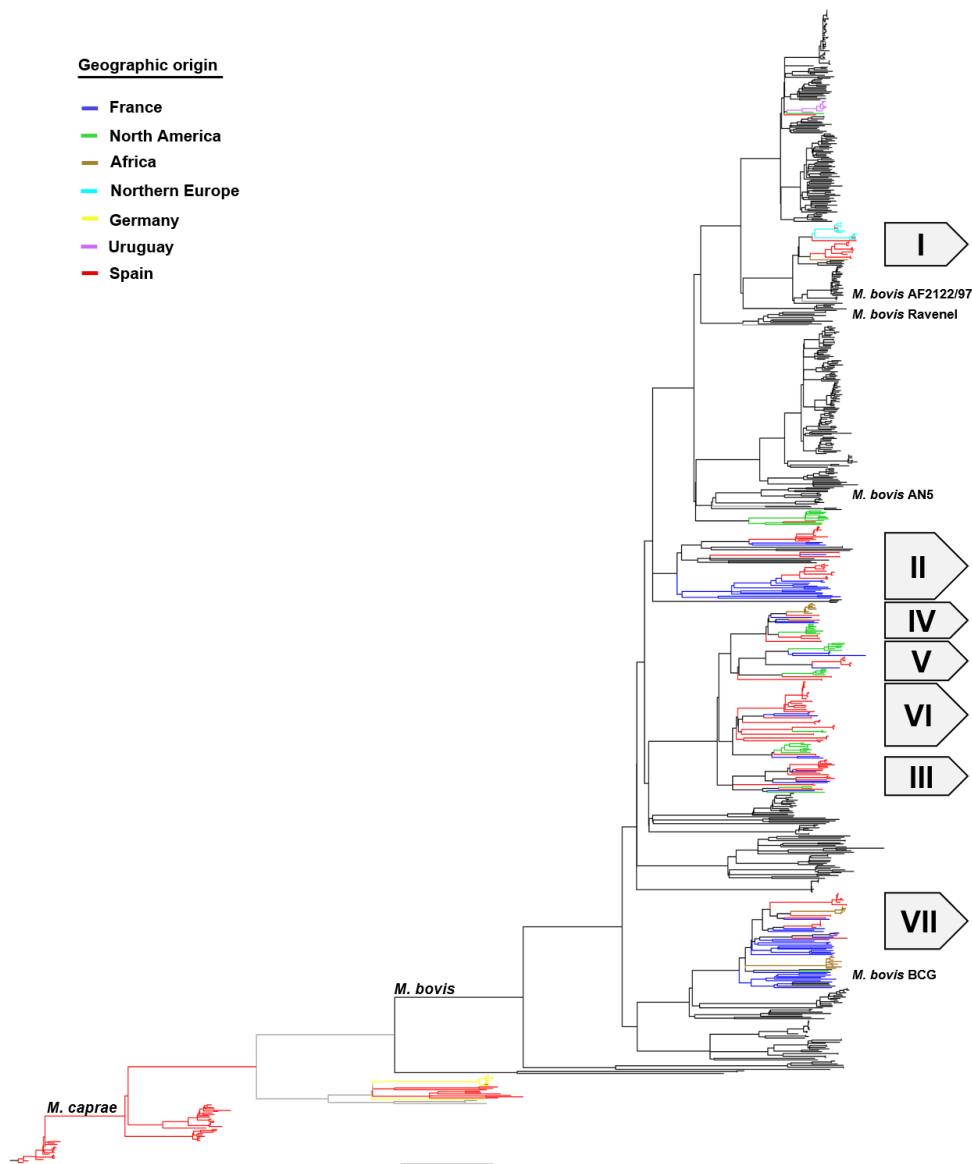 Geographic origin
France
North America
Africa
Northern Europe
Germany
Uruguay
Spain
I
M. bovis AF2122/97
M. bovis Ravenel
M. bovis AN5
II
IV
V
VI
III
VII
M. bovis BCG
M. bovis
M. caprae